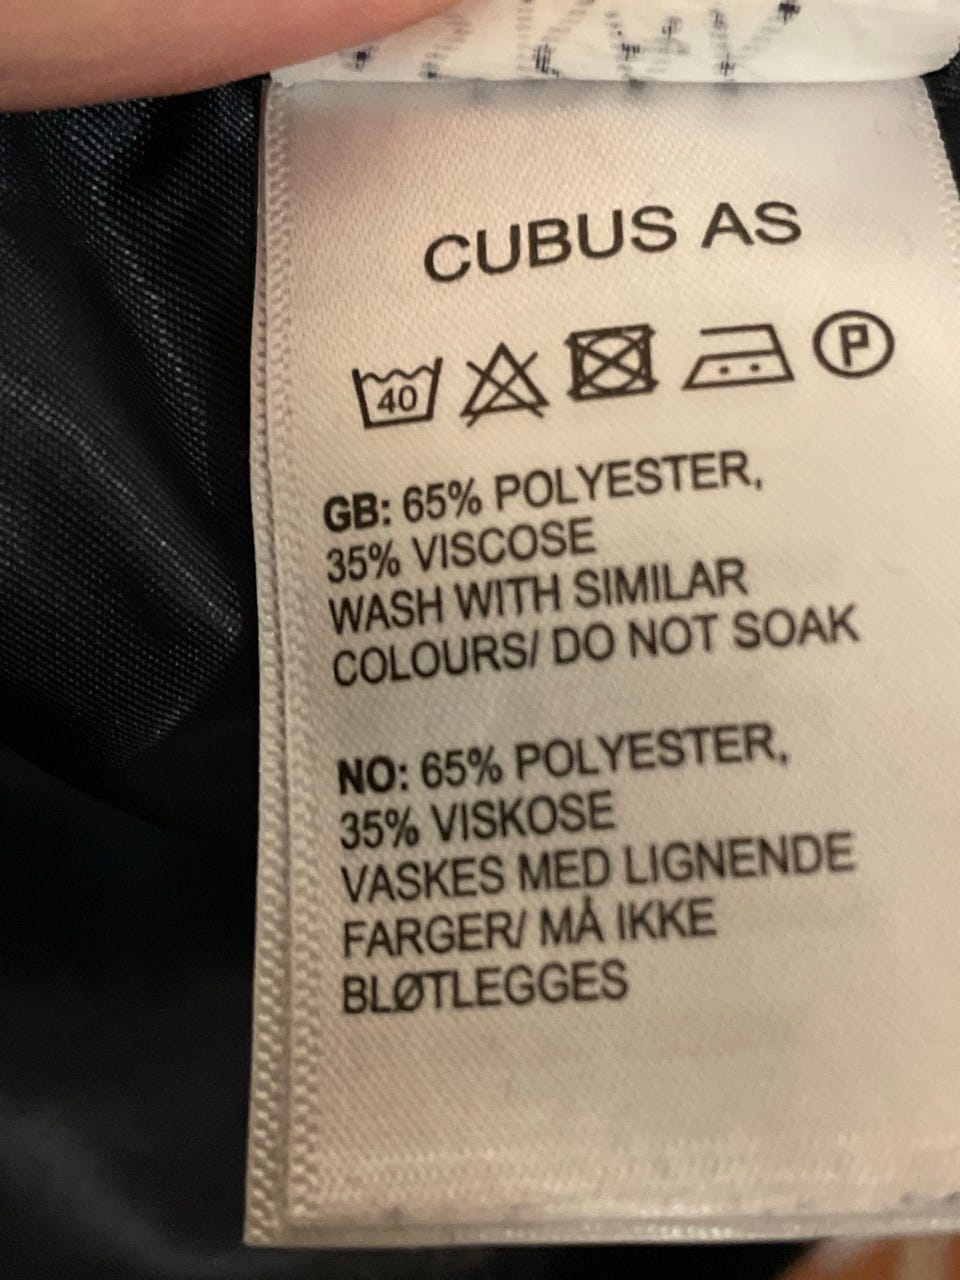 CUBUS AS
40 P
GB: 65% POLYESTER,
35% VISCOSE
WASH WITH SIMILAR
COLOURS/ DO NOT SOAK
NO: 65% POLYESTER,
35% VISKOSE
VASKES MED LIGNENDE
FARGER/ MÅ IKKE
BLØTLEGGES